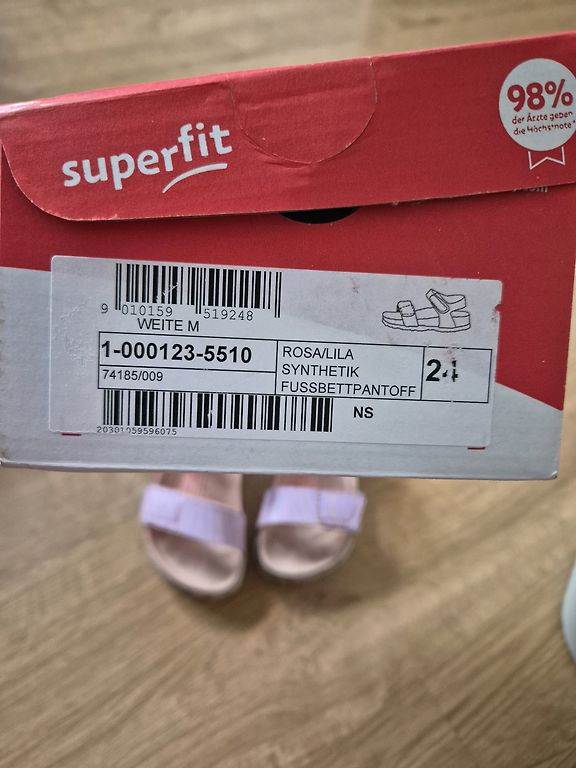 superfit
98%
der Ärzte geben
die Höchstnote*
9 010159 519248
WEITE M
1-000123-5510
74185/009
ROSA/LILA
SYNTHETIK
FUSSBETTPANTOFF
24
20301059596075
NS